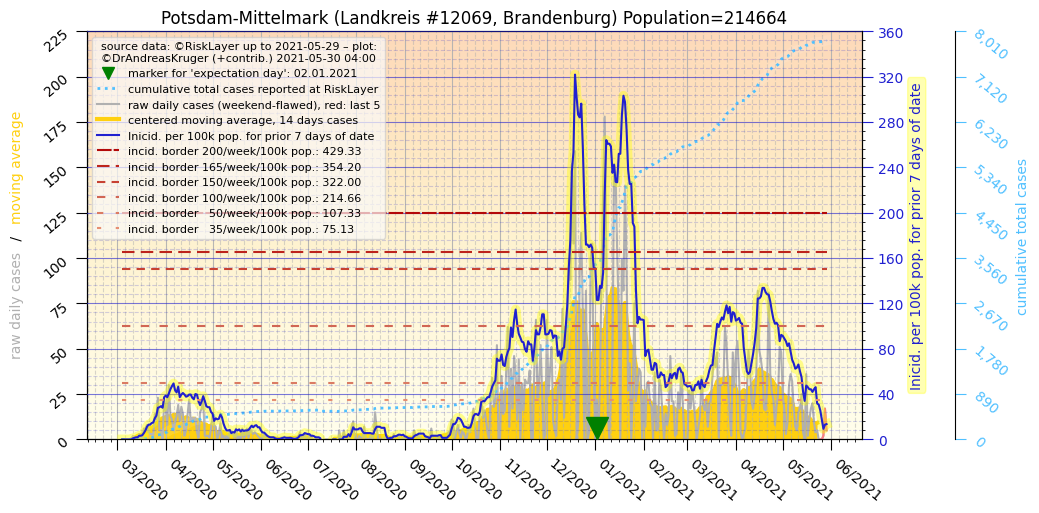 Potsdam-Mittelmark (Landkreis #12069, Brandenburg) Population=214664
source data: ©RiskLayer up to 2021-05-29 – plot:
©DrAndreasKruger (+contrib.) 2021-05-30 04:00
marker for 'expectation day': 02.01.2021
cumulative total cases reported at RiskLayer
raw daily cases (weekend-flawed), red: last 5
centered moving average, 14 days cases
Inicid. per 100k pop. for prior 7 days of date
incid. border 200/week/100k pop.: 429.33
incid. border 165/week/100k pop.: 354.20
incid. border 150/week/100k pop.: 322.00
incid. border 100/week/100k pop.: 214.66
incid. border   50/week/100k pop.: 107.33
incid. border   35/week/100k pop.: 75.13
raw daily cases / moving average
225
200
175
150
125
100
75
50
25
0
03/2020
04/2020
05/2020
06/2020
07/2020
08/2020
09/2020
10/2020
11/2020
12/2020
01/2021
02/2021
03/2021
04/2021
05/2021
06/2021
360
320
280
240
200
160
120
80
40
0
Inicid. per 100k pop. for prior 7 days of date
8,010
7,120
6,230
5,340
4,450
3,560
2,670
1,780
890
0
cumulative total cases